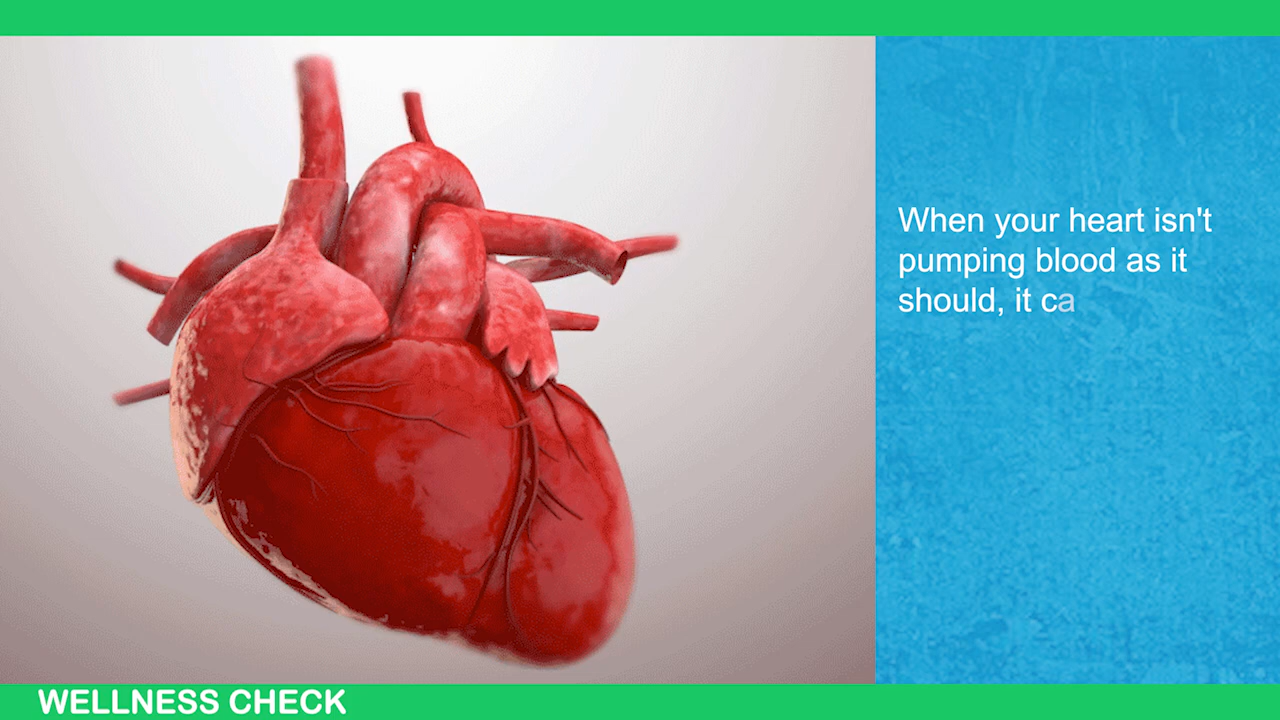 When your heart isn't
pumping blood as it
should, it ca
WELLNESS CHECK